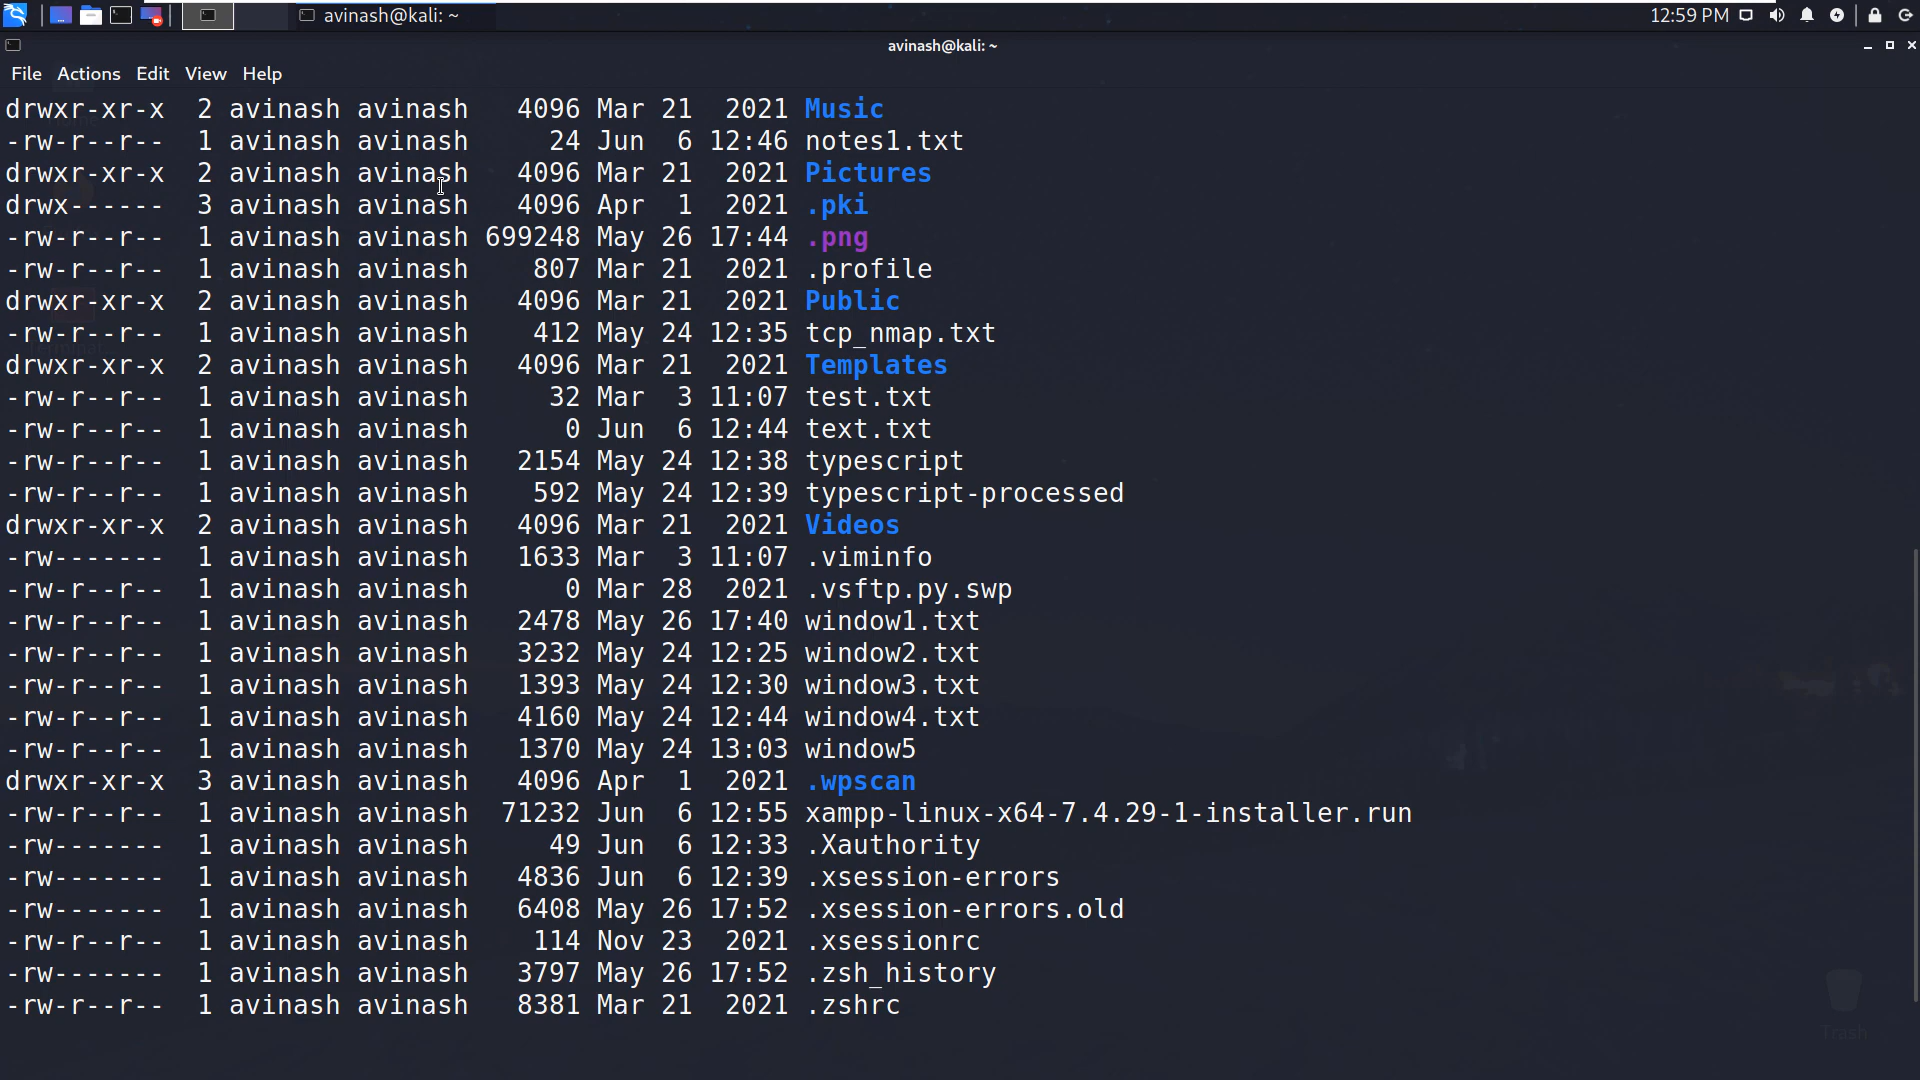 avinash@kali: ~
12:59 PM
avinash@kali: ~
File Actions Edit View Help
drwxr-xr-x  2 avinash avinash   4096 Mar 21  2021 Music
-rw-r--r--  1 avinash avinash     24 Jun  6 12:46 notes1.txt
drwxr-xr-x  2 avinash avinash   4096 Mar 21  2021 Pictures
drwx------  3 avinash avinash   4096 Apr  1  2021 .pki
-rw-r--r--  1 avinash avinash 699248 May 26 17:44 .png
-rw-r--r--  1 avinash avinash    807 Mar 21  2021 .profile
drwxr-xr-x  2 avinash avinash   4096 Mar 21  2021 Public
-rw-r--r--  1 avinash avinash    412 May 24 12:35 tcp_nmap.txt
drwxr-xr-x  2 avinash avinash   4096 Mar 21  2021 Templates
-rw-r--r--  1 avinash avinash     32 Mar  3 11:07 test.txt
-rw-r--r--  1 avinash avinash      0 Jun  6 12:44 text.txt
-rw-r--r--  1 avinash avinash   2154 May 24 12:38 typescript
-rw-r--r--  1 avinash avinash    592 May 24 12:39 typescript-processed
drwxr-xr-x  2 avinash avinash   4096 Mar 21  2021 Videos
-rw-------  1 avinash avinash   1633 Mar  3 11:07 .viminfo
-rw-r--r--  1 avinash avinash      0 Mar 28  2021 .vsftp.py.swp
-rw-r--r--  1 avinash avinash   2478 May 26 17:40 window1.txt
-rw-r--r--  1 avinash avinash   3232 May 24 12:25 window2.txt
-rw-r--r--  1 avinash avinash   1393 May 24 12:30 window3.txt
-rw-r--r--  1 avinash avinash   4160 May 24 12:44 window4.txt
-rw-r--r--  1 avinash avinash   1370 May 24 13:03 window5
drwxr-xr-x  3 avinash avinash   4096 Apr  1  2021 .wpscan
-rw-r--r--  1 avinash avinash  71232 Jun  6 12:55 xampp-linux-x64-7.4.29-1-installer.run
-rw-------  1 avinash avinash     49 Jun  6 12:33 .Xauthority
-rw-------  1 avinash avinash   4836 Jun  6 12:39 .xsession-errors
-rw-------  1 avinash avinash   6408 May 26 17:52 .xsession-errors.old
-rw-r--r--  1 avinash avinash    114 Nov 23  2021 .xsessionrc
-rw-------  1 avinash avinash   3797 May 26 17:52 .zsh_history
-rw-r--r--  1 avinash avinash   8381 Mar 21  2021 .zshrc
Trash